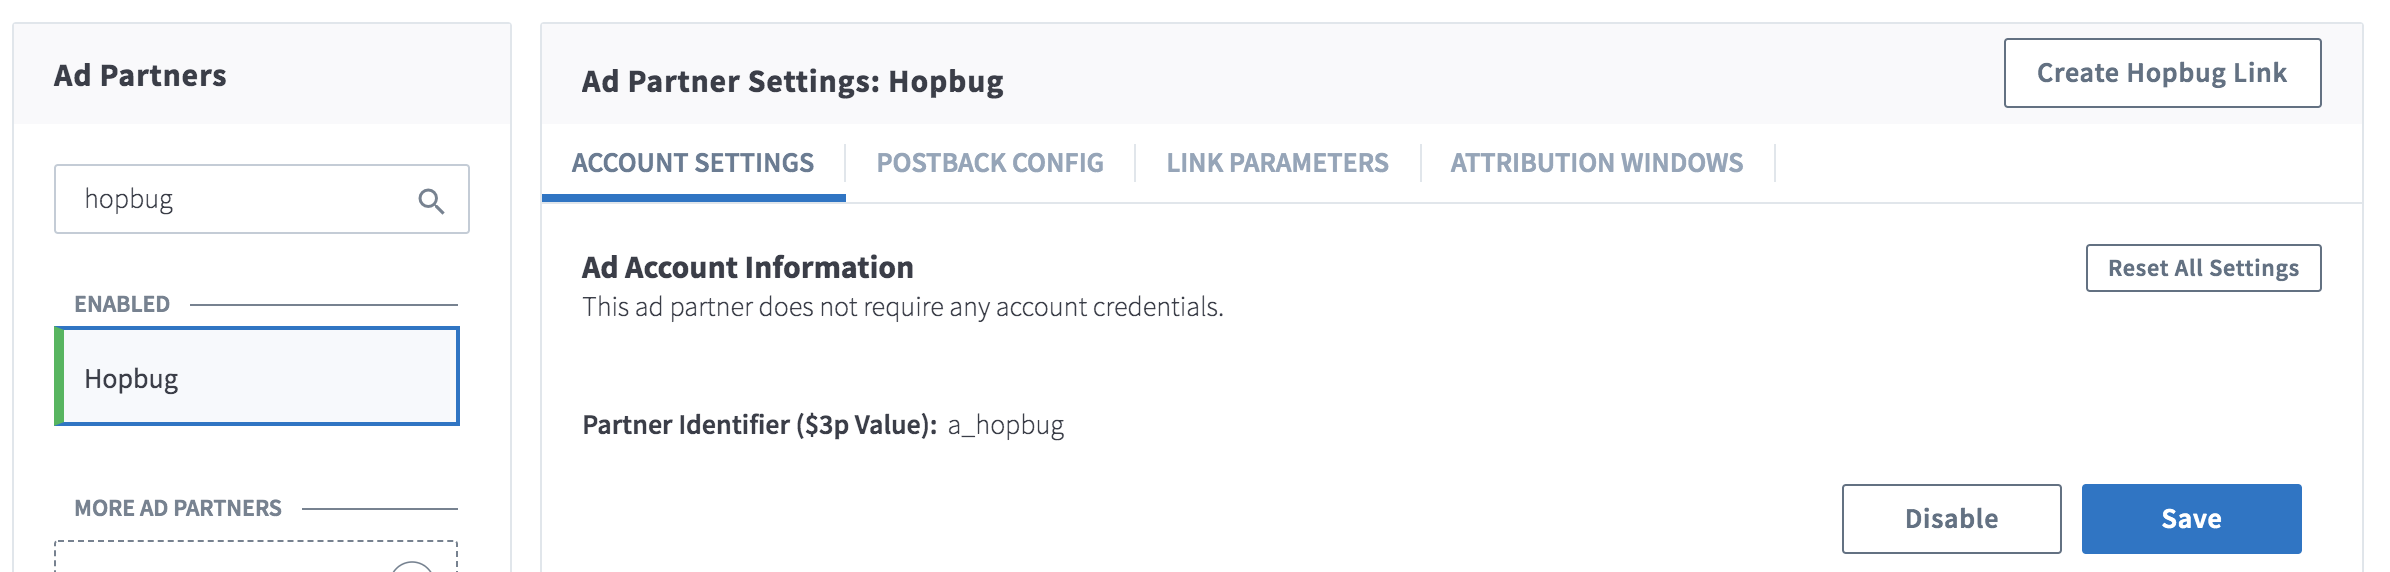 Ad Partners
hopbug
ENABLED
Hopbug
MORE AD PARTNERS
Ad Partner Settings: Hopbug
Create Hopbug Link
ACCOUNT SETTINGS
POSTBACK CONFIG
LINK PARAMETERS
ATTRIBUTION WINDOWS
Ad Account Information
Reset All Settings
This ad partner does not require any account credentials.
Partner Identifier ($3p Value): a_hopbug
Disable
Save